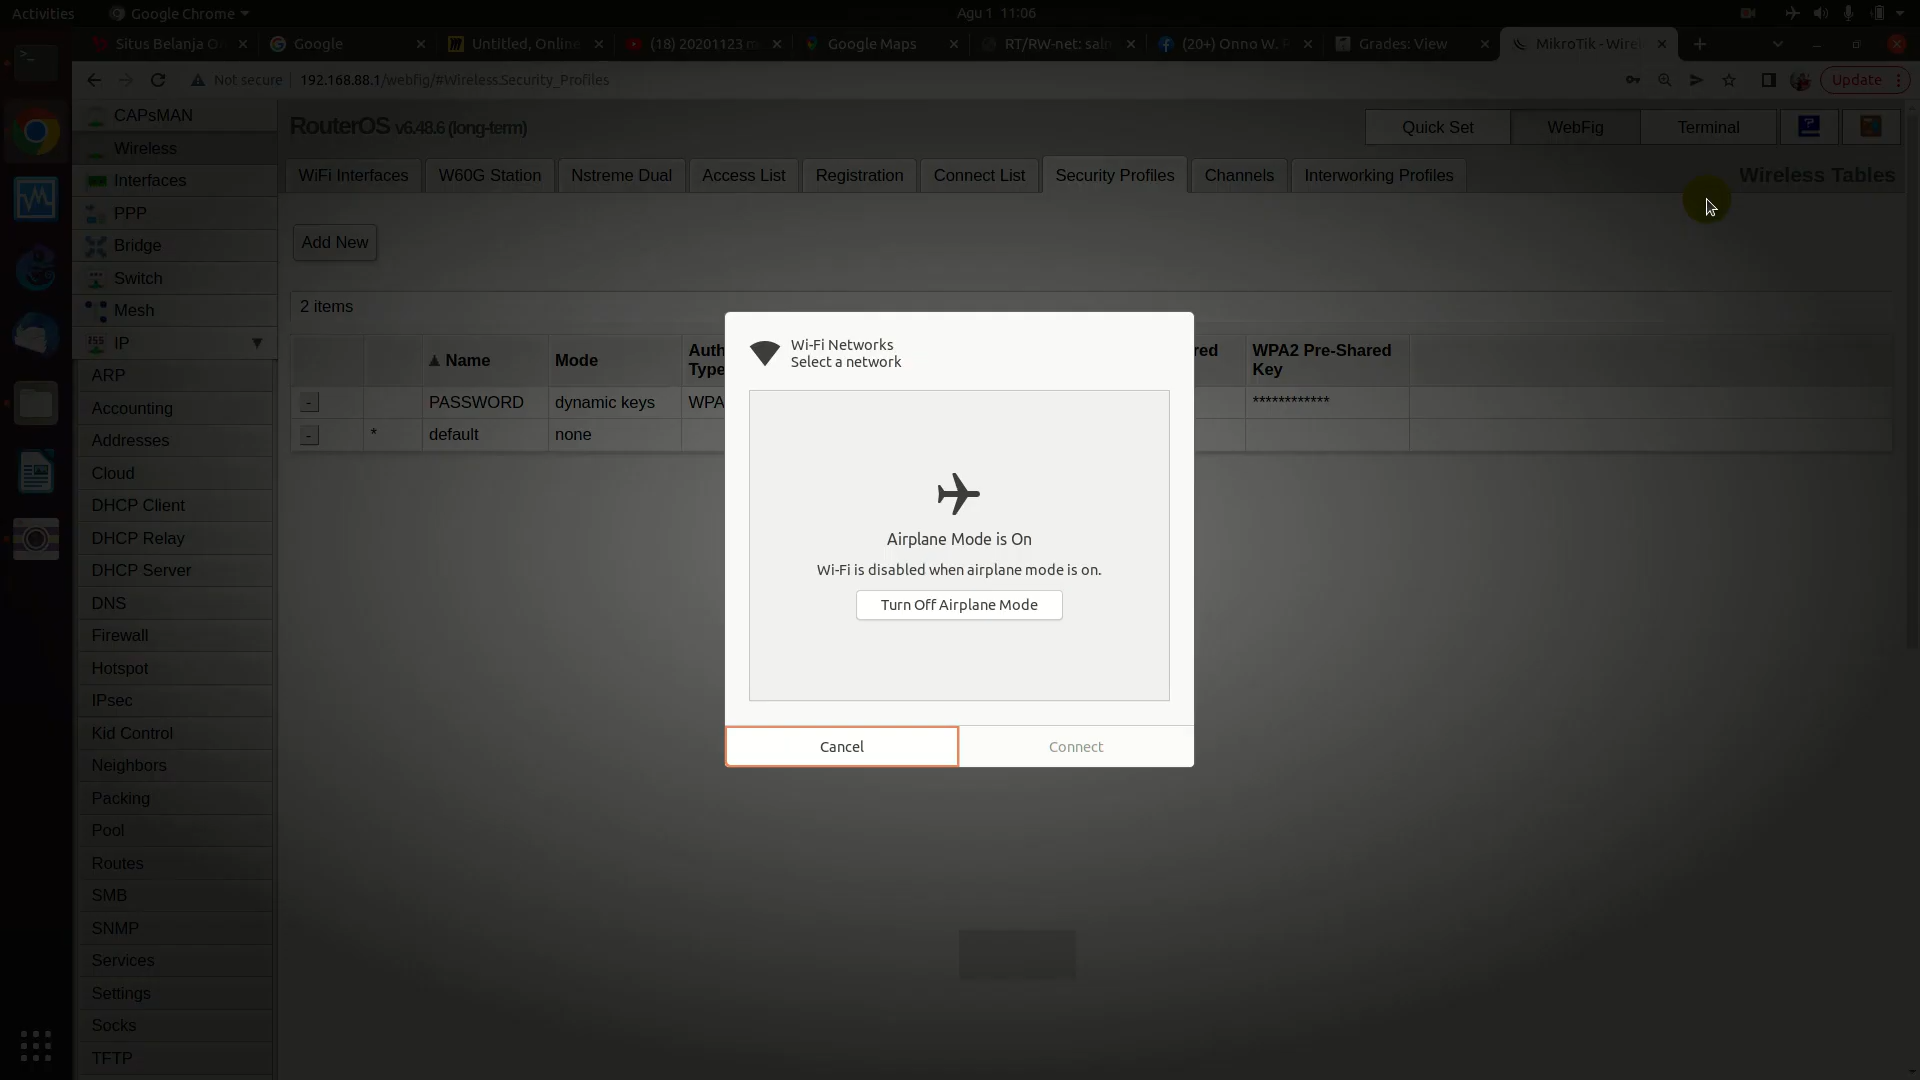 Activities
Google Chrome
Agu 1 11:06
Situs Belanja O
Google
Untitled, Online
(18) 20201123 m
Google Maps
RT/RW-net: saln
(20+) Onno W. P
Grades: View
MikroTik - Wirel
Not secure
192.168.88.1/webfig/#Wireless.Security_Profiles
Update
CAPsMAN
Wireless
Interfaces
PPP
Bridge
Switch
Mesh
IP
ARP
Accounting
Addresses
Cloud
DHCP Client
DHCP Relay
DHCP Server
DNS
Firewall
Hotspot
IPsec
Kid Control
Neighbors
Packing
Pool
Routes
SMB
SNMP
Services
Settings
Socks
TFTP
RouterOS v6.48.6 (long-term)
Quick Set
WebFig
Terminal
WiFi Interfaces
W60G Station
Nstreme Dual
Access List
Registration
Connect List
Security Profiles
Channels
Interworking Profiles
Wireless Tables
Add New
2 items
Name
Mode
Auth
Type
red
WPA2 Pre-Shared
Key
- PASSWORD dynamic keys WPA ************
- * default none
Wi-Fi Networks
Select a network
Airplane Mode is On
Wi-Fi is disabled when airplane mode is on.
Turn Off Airplane Mode
Cancel
Connect